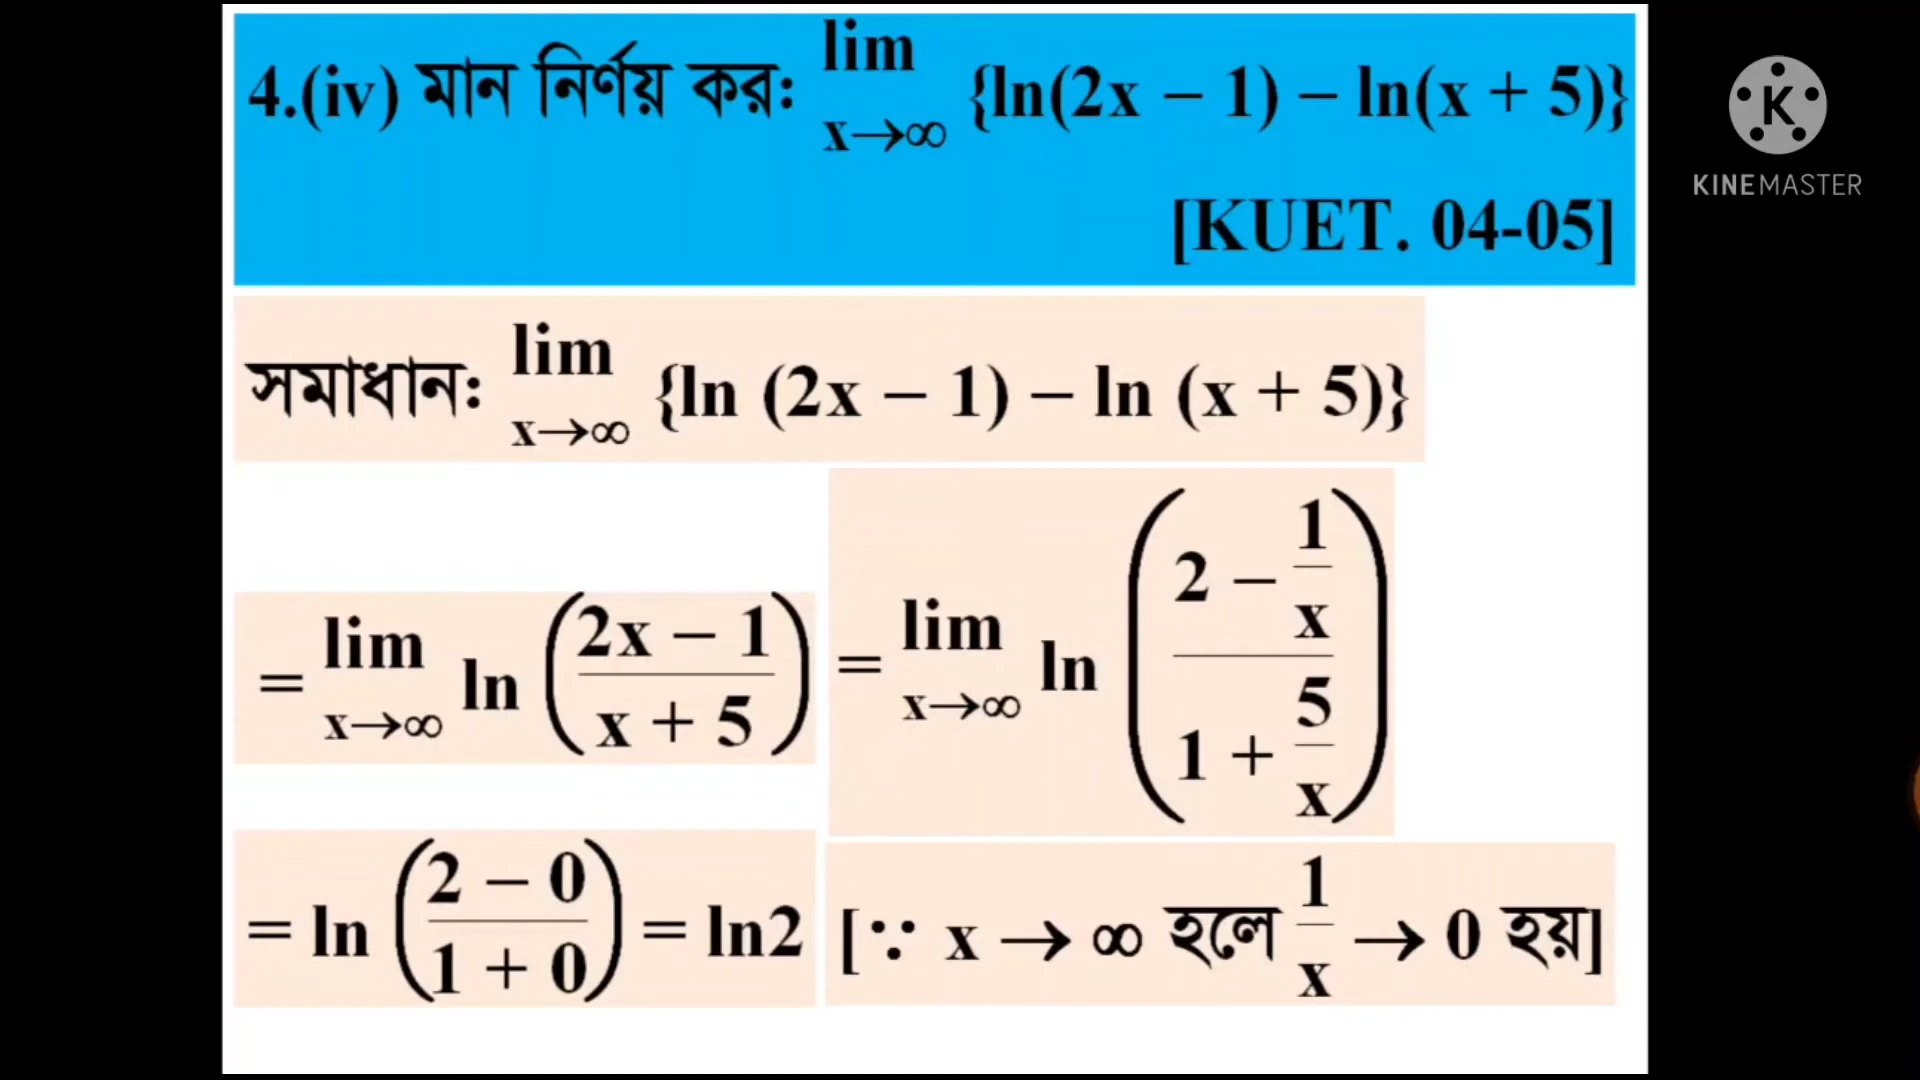 4.(iv) মান নির্ণয় করঃ lim x→∞ {ln(2x − 1) − ln(x + 5)}
[KUET. 04-05]
KINEMASTER
সমাধানঃ lim x→∞ {ln (2x − 1) − ln (x + 5)}
= lim x→∞ ln ((2x − 1)/(x + 5)) = lim x→∞ ln ((2 − 1/x)/(1 + 5/x))
= ln ((2 − 0)/(1 + 0)) = ln2 [∵ x → ∞ হলে 1/x → 0 হয়]